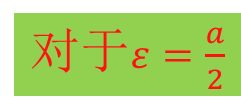 对于ε = a/2